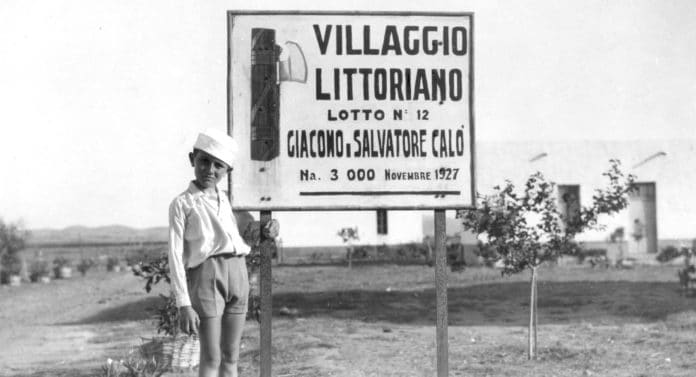 VILLAGGIO
LITTORIANO
LOTTO N: 12
GIACOMO E SALVATORE CALÒ
Na. 3 000 NOVEMBRE 1927